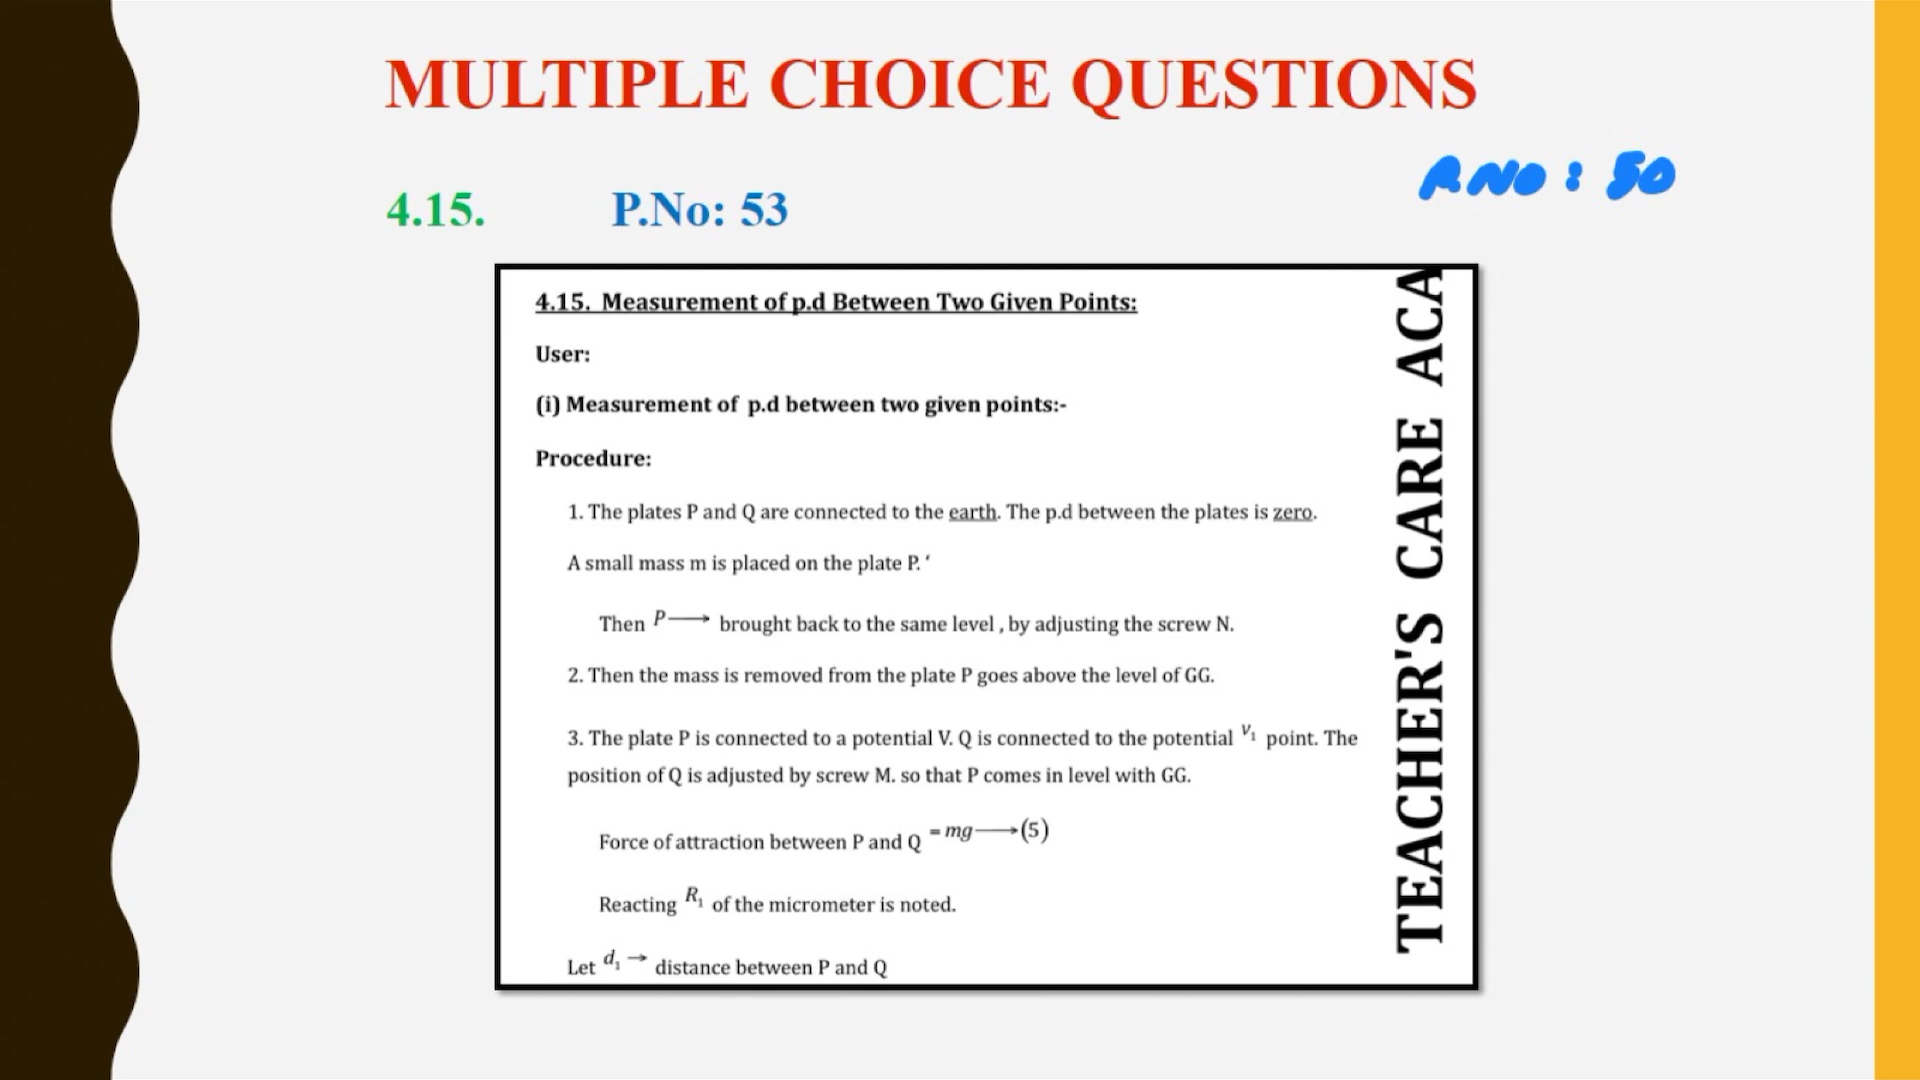 MULTIPLE CHOICE QUESTIONS
P.NO : 50
4.15. P.No: 53
4.15. Measurement of p.d Between Two Given Points:
User:
(i) Measurement of p.d between two given points:-
Procedure:
1. The plates P and Q are connected to the earth. The p.d between the plates is zero.
A small mass m is placed on the plate P. ‘
Then P⟶ brought back to the same level , by adjusting the screw N.
2. Then the mass is removed from the plate P goes above the level of GG.
3. The plate P is connected to a potential V. Q is connected to the potential V₁ point. The
position of Q is adjusted by screw M. so that P comes in level with GG.
Force of attraction between P and Q = mg⟶(5)
Reacting R₁ of the micrometer is noted.
Let d₁ → distance between P and Q
TEACHER'S CARE ACA